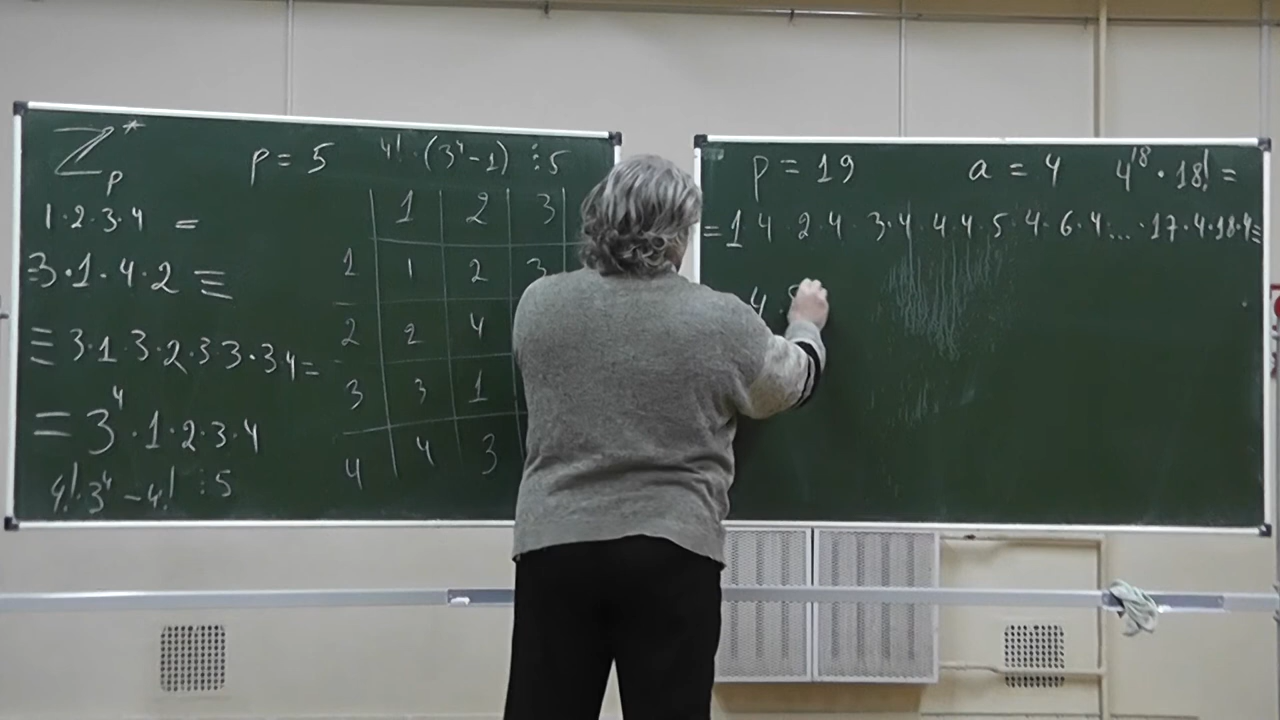 ℤₚ* p = 5 4! · (3⁴ − 1) ⋮ 5
1·2·3·4 =
≡ 3·1·4·2 ≡
≡ 3·1·3·2·3·3·3·4 =
= 3⁴·1·2·3·4
4!·3⁴ − 4! ⋮ 5
1 2 3
1 1 2 3
2 2 4
3 3 1
4 4 3
p = 19 a = 4 4¹⁸ · 18! =
= 1 4 · 2 · 4 · 3 · 4 · 4 · 4 · 5 · 4 · 6 · 4 ... · 17 · 4 · 18 · 4 =
4